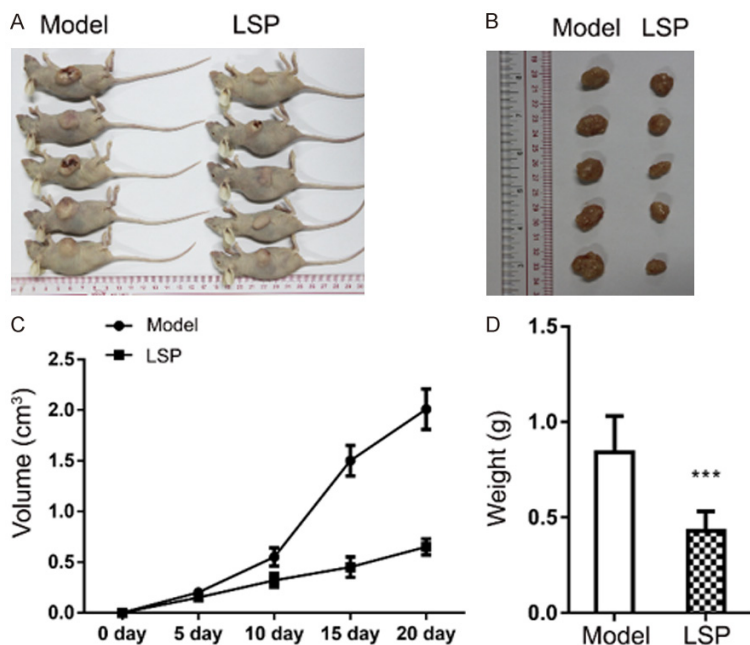 A
Model
LSP
B
Model
LSP
C
Model
LSP
Volume (cm³)
2.5
2.0
1.5
1.0
0.5
0.0
0 day
5 day
10 day
15 day
20 day
D
Weight (g)
1.5
1.0
0.5
0.0
***
Model
LSP